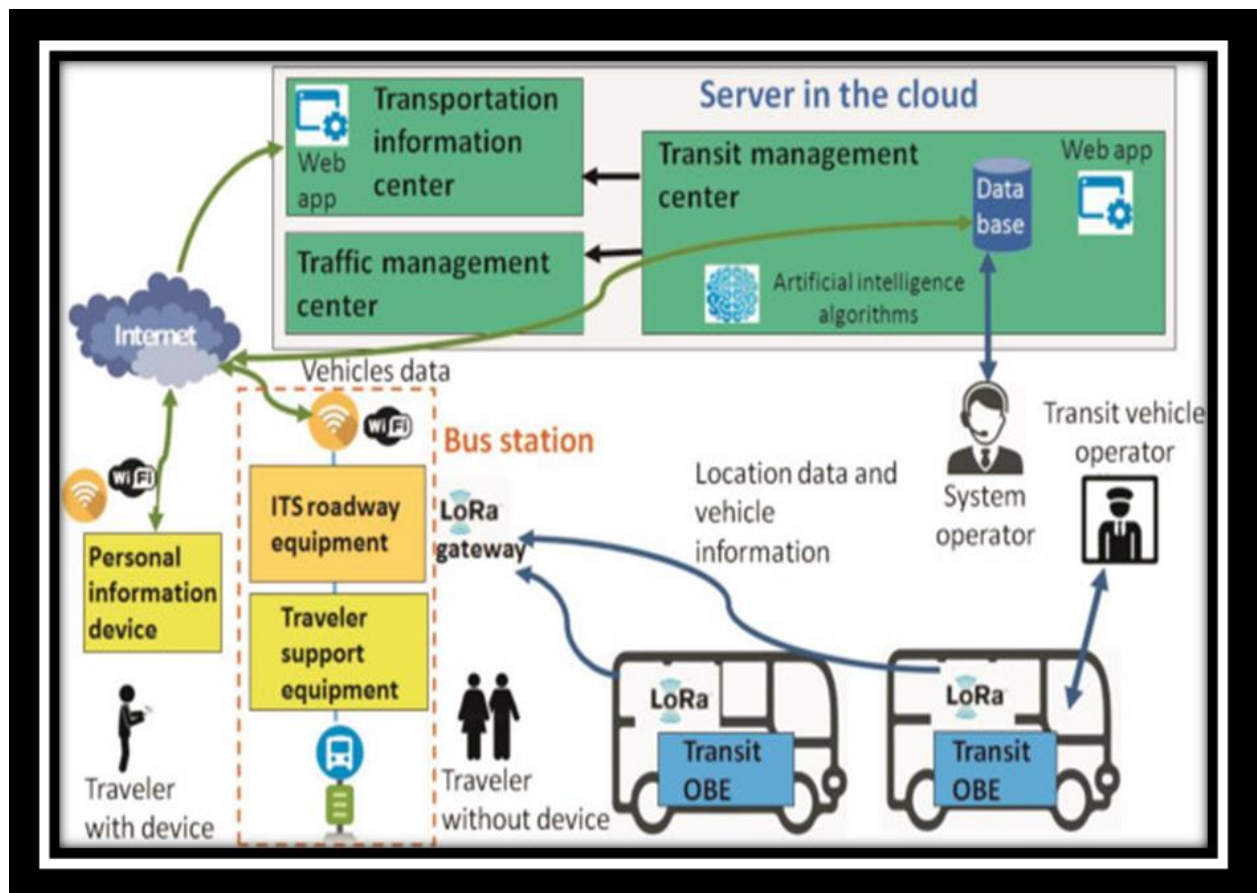 Server in the cloud
Transportation
information
center
Web
app
Transit management
center
Data
base
Web app
Traffic management
center
Artificial intelligence
algorithms
Internet
Vehicles data
WiFi
Bus station
WiFi
ITS roadway
equipment
LoRa
gateway
Location data and
vehicle
information
System
operator
Transit vehicle
operator
Personal
information
device
Traveler
support
equipment
LoRa
LoRa
Transit
OBE
Transit
OBE
Traveler
with device
Traveler
without device